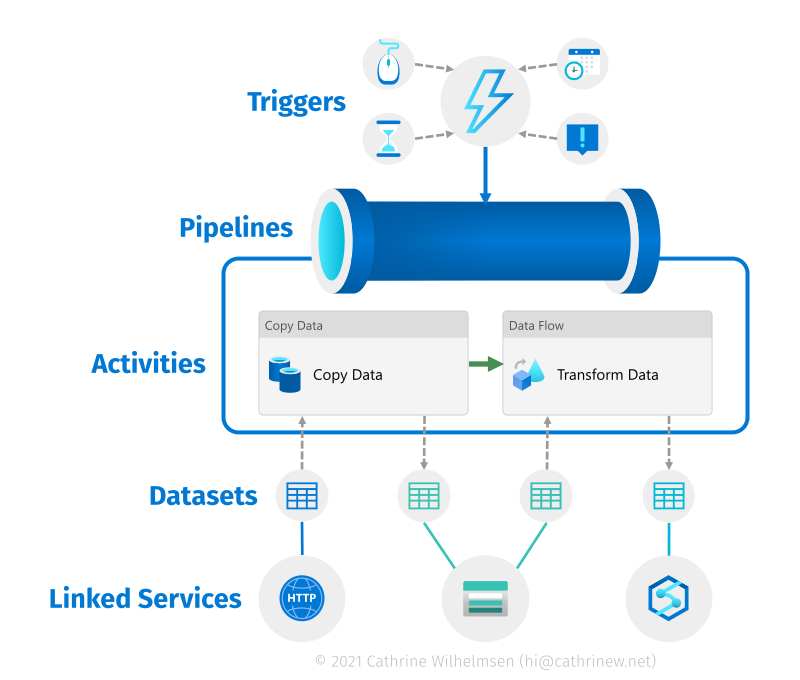 Triggers
Pipelines
Copy Data
Data Flow
Activities
Copy Data
Transform Data
Datasets
Linked Services
HTTP
© 2021 Cathrine Wilhelmsen (hi@cathrinew.net)